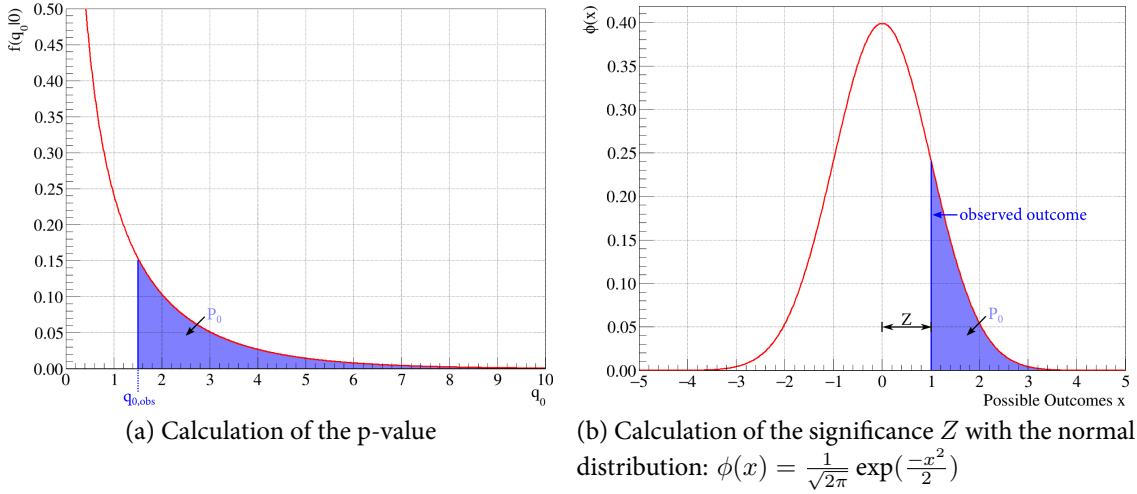 0.50
0.45
0.40
0.35
0.30
0.25
0.20
0.15
0.10
0.05
0.00
f(q0|0)
P0
0 1 2 3 4 5 6 7 8 9 10
q0,obs
q0
(a) Calculation of the p-value
0.40
0.35
0.30
0.25
0.20
0.15
0.10
0.05
0.00
ϕ(x)
observed outcome
P0
Z
−5 −4 −3 −2 −1 0 1 2 3 4 5
Possible Outcomes x
(b) Calculation of the significance Z with the normal
distribution: ϕ(x) = 1/√2π exp(−x²/2)